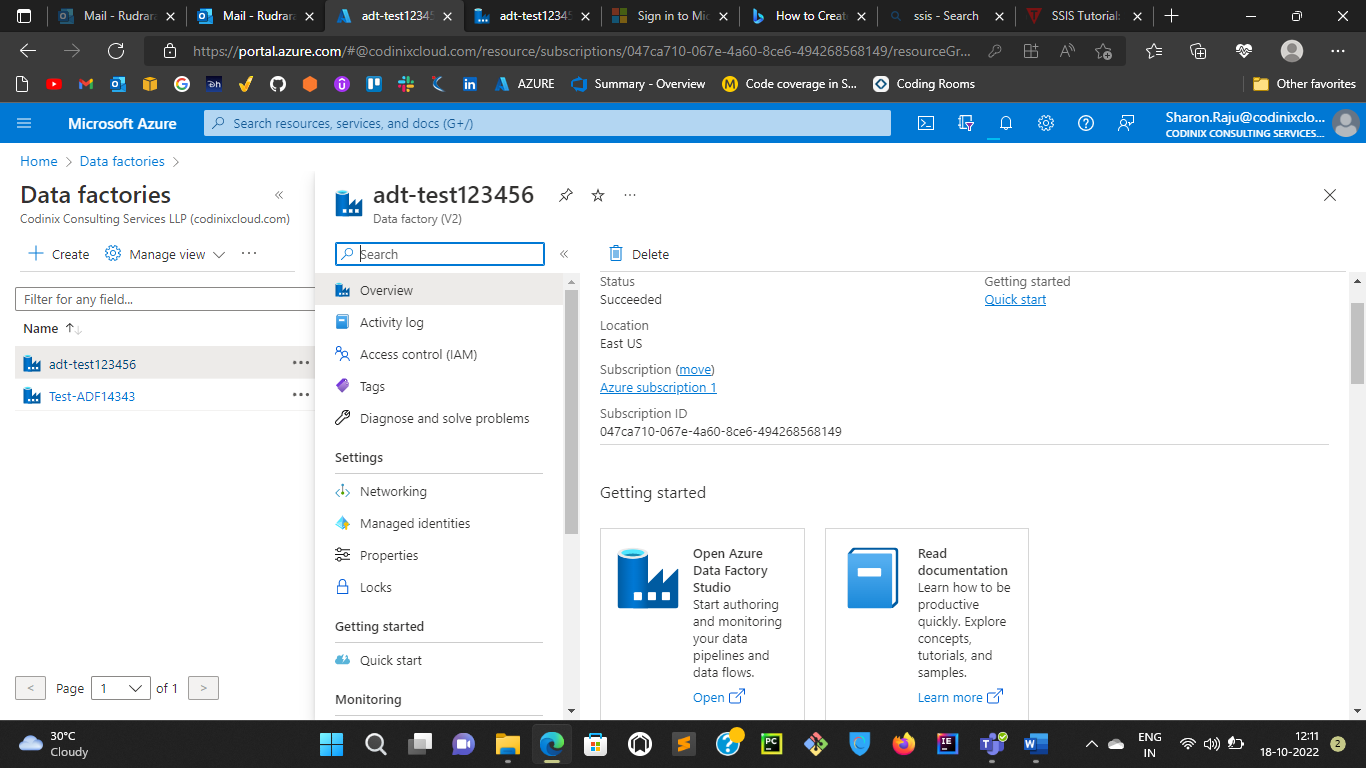 Mail - Rudrara
Mail - Rudrara
adt-test12345
adt-test12345
Sign in to Mic
How to Create
ssis - Search
SSIS Tutorial:
https://portal.azure.com/#@codinixcloud.com/resource/subscriptions/047ca710-067e-4a60-8ce6-494268568149/resourceGr...
AZURE
Summary - Overview
Code coverage in S...
Coding Rooms
Other favorites
Microsoft Azure
Search resources, services, and docs (G+/)
Sharon.Raju@codinixclo...
CODINIX CONSULTING SERVICES...
Home > Data factories >
Data factories
Codinix Consulting Services LLP (codinixcloud.com)
+ Create
Manage view
...
Filter for any field...
Name
adt-test123456
...
Test-ADF14343
...
< Page 1 of 1 >
adt-test123456
...
Data factory (V2)
Search
Overview
Activity log
Access control (IAM)
Tags
Diagnose and solve problems
Settings
Networking
Managed identities
Properties
Locks
Getting started
Quick start
Monitoring
Delete
Status
Succeeded
Location
East US
Subscription (move)
Azure subscription 1
Subscription ID
047ca710-067e-4a60-8ce6-494268568149
Getting started
Quick start
Getting started
Open Azure
Data Factory
Studio
Start authoring
and monitoring
your data
pipelines and
data flows.
Open
Read
documentation
Learn how to be
productive
quickly. Explore
concepts,
tutorials, and
samples.
Learn more
30°C
Cloudy
PC
IE
ENG
IN
12:11
18-10-2022
2